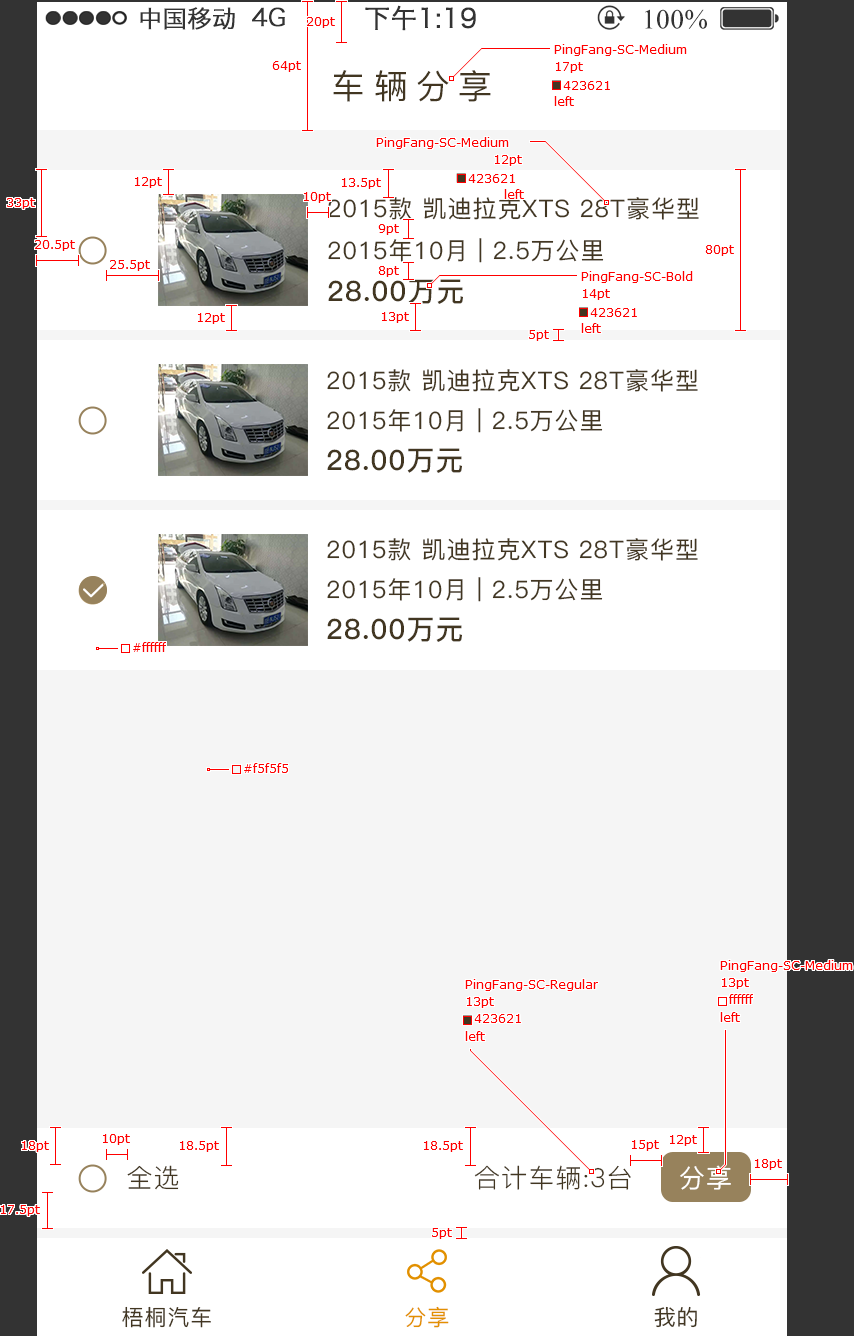 中国移动 4G 下午1:19 100%
20pt
64pt
车辆分享
PingFang-SC-Medium
17pt
423621
left
PingFang-SC-Medium
12pt
423621
left
33pt
12pt
13.5pt
10pt
2015款 凯迪拉克XTS 28T豪华型
9pt
20.5pt
25.5pt
2015年10月 | 2.5万公里
80pt
8pt
28.00万元
PingFang-SC-Bold
14pt
423621
left
12pt
13pt
5pt
2015款 凯迪拉克XTS 28T豪华型
2015年10月 | 2.5万公里
28.00万元
2015款 凯迪拉克XTS 28T豪华型
2015年10月 | 2.5万公里
28.00万元
#ffffff
#f5f5f5
PingFang-SC-Regular
13pt
423621
left
PingFang-SC-Medium
13pt
ffffff
left
18pt
10pt
18.5pt
18.5pt
15pt
12pt
18pt
全选
合计车辆:3台
分享
17.5pt
5pt
梧桐汽车
分享
我的